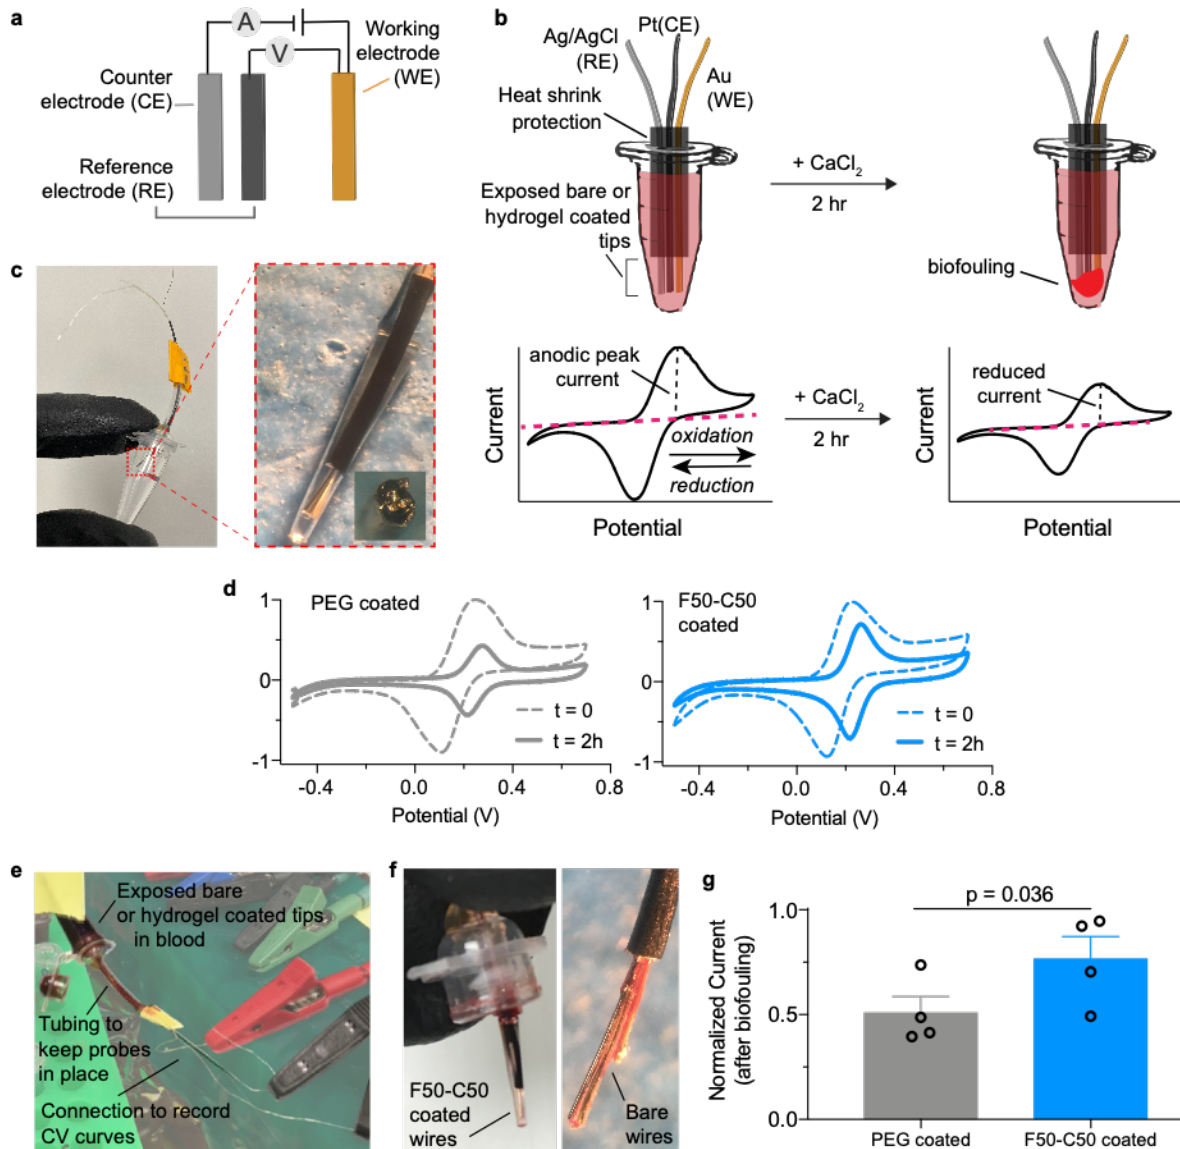 a
A
V
Working
electrode
(WE)
Counter
electrode (CE)
Reference
electrode (RE)
b
Pt(CE)
Ag/AgCl
(RE)
Au
(WE)
Heat shrink
protection
Exposed bare or
hydrogel coated
tips
+ CaCl2
2 hr
biofouling
Current
anodic peak
current
oxidation
reduction
Potential
+ CaCl2
2 hr
Current
reduced
current
Potential
c
d
PEG coated
1
0
-1
t = 0
t = 2h
-0.4
0.0
0.4
0.8
Potential (V)
F50-C50
coated
1
0
-1
t = 0
t = 2h
-0.4
0.0
0.4
0.8
Potential (V)
e
Exposed bare
or hydrogel coated tips
in blood
Tubing to
keep probes
in place
Connection to record
CV curves
f
F50-C50
coated
wires
Bare
wires
g
p = 0.036
Normalized Current
(after biofouling)
1.0
0.5
0.0
PEG coated
F50-C50 coated